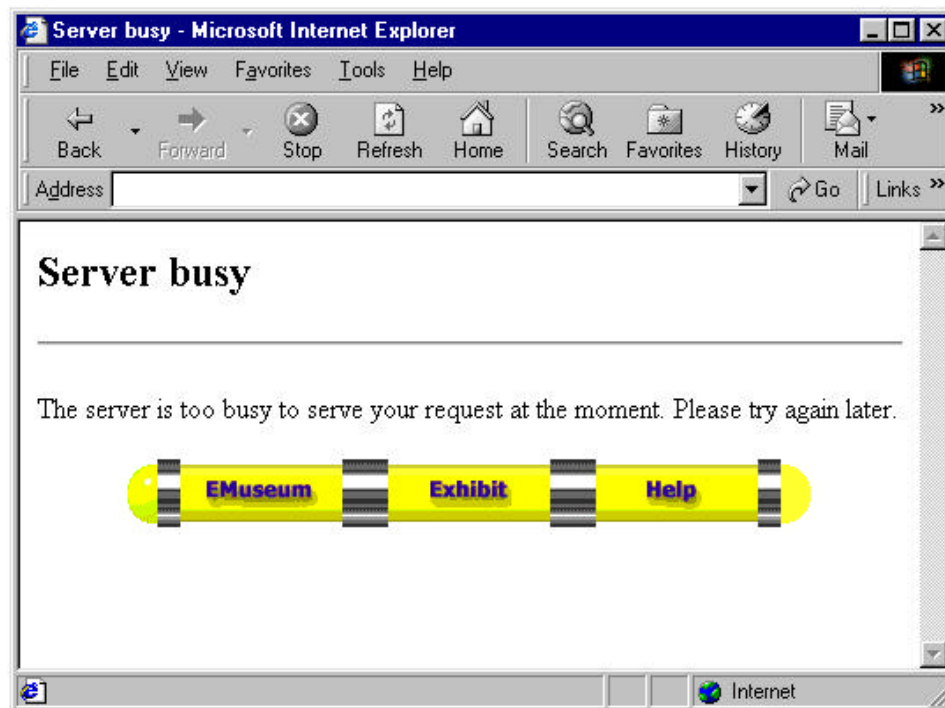 Server busy - Microsoft Internet Explorer
File Edit View Favorites Tools Help
Back Forward Stop Refresh Home Search Favorites History Mail »
Address Go Links »
Server busy
The server is too busy to serve your request at the moment. Please try again later.
EMuseum Exhibit Help
Internet